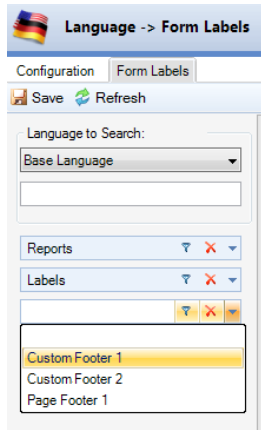 Language -> Form Labels
Configuration Form Labels
Save Refresh
Language to Search:
Base Language
Reports
Labels
Custom Footer 1
Custom Footer 2
Page Footer 1